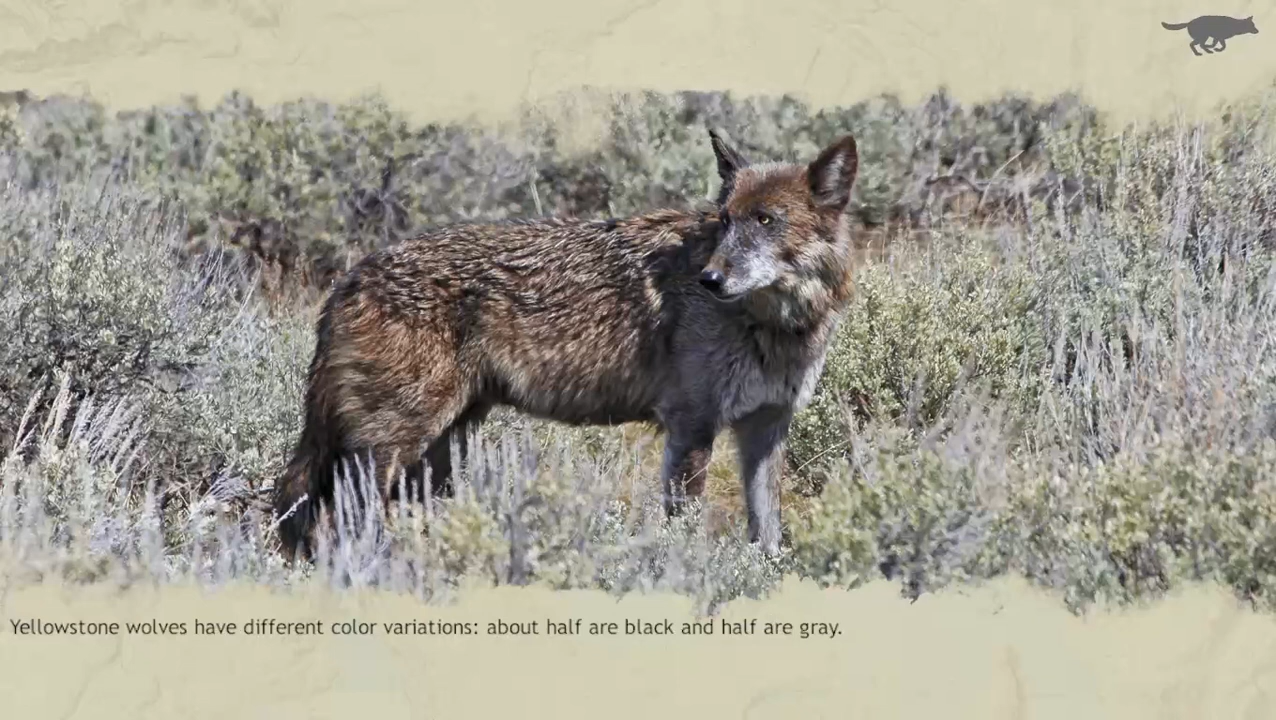 Yellowstone wolves have different color variations: about half are black and half are gray.